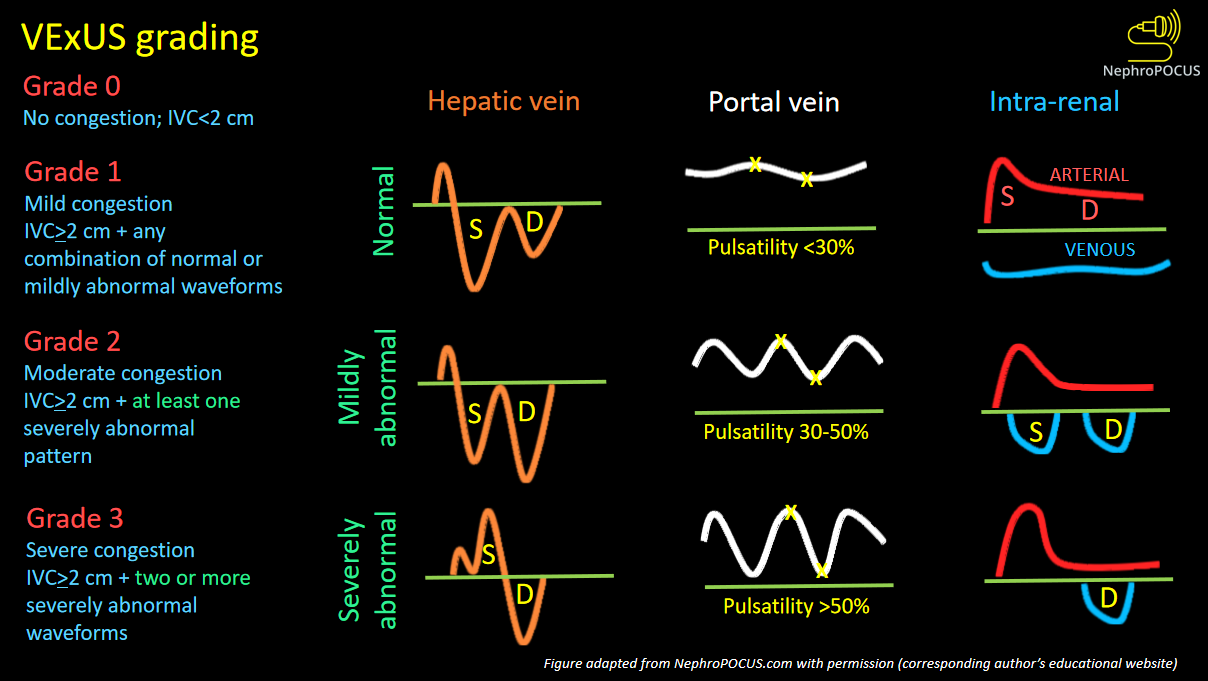 VExUS grading
NephroPOCUS
Grade 0
No congestion; IVC<2 cm
Grade 1
Mild congestion
IVC≥2 cm + any
combination of normal or
mildly abnormal waveforms
Grade 2
Moderate congestion
IVC≥2 cm + at least one
severely abnormal
pattern
Grade 3
Severe congestion
IVC≥2 cm + two or more
severely abnormal
waveforms
Hepatic vein
Portal vein
Intra-renal
Normal
S
D
X
X
Pulsatility <30%
ARTERIAL
S
D
VENOUS
Mildly
abnormal
S
D
X
X
Pulsatility 30-50%
S
D
Severely
abnormal
S
D
X
X
Pulsatility >50%
D
Figure adapted from NephroPOCUS.com with permission (corresponding author's educational website)